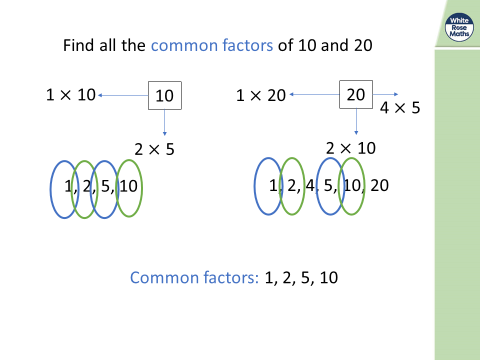 White
Rose
Maths
Find all the common factors of 10 and 20
1 × 10
10
2 × 5
1, 2, 5, 10
1 × 20
20
4 × 5
2 × 10
1, 2, 4, 5, 10, 20
Common factors: 1, 2, 5, 10